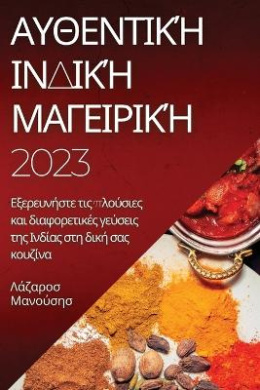 ΑΥΘΕΝΤΙΚΉ
ΙΝΔΙΚΉ
ΜΑΓΕΙΡΙΚΉ
2023
Εξερευνήστε τις πλούσιες
και διαφορετικές γεύσεις
της Ινδίας στη δική σας
κουζίνα
Λάζαροσ
Μανούσησ